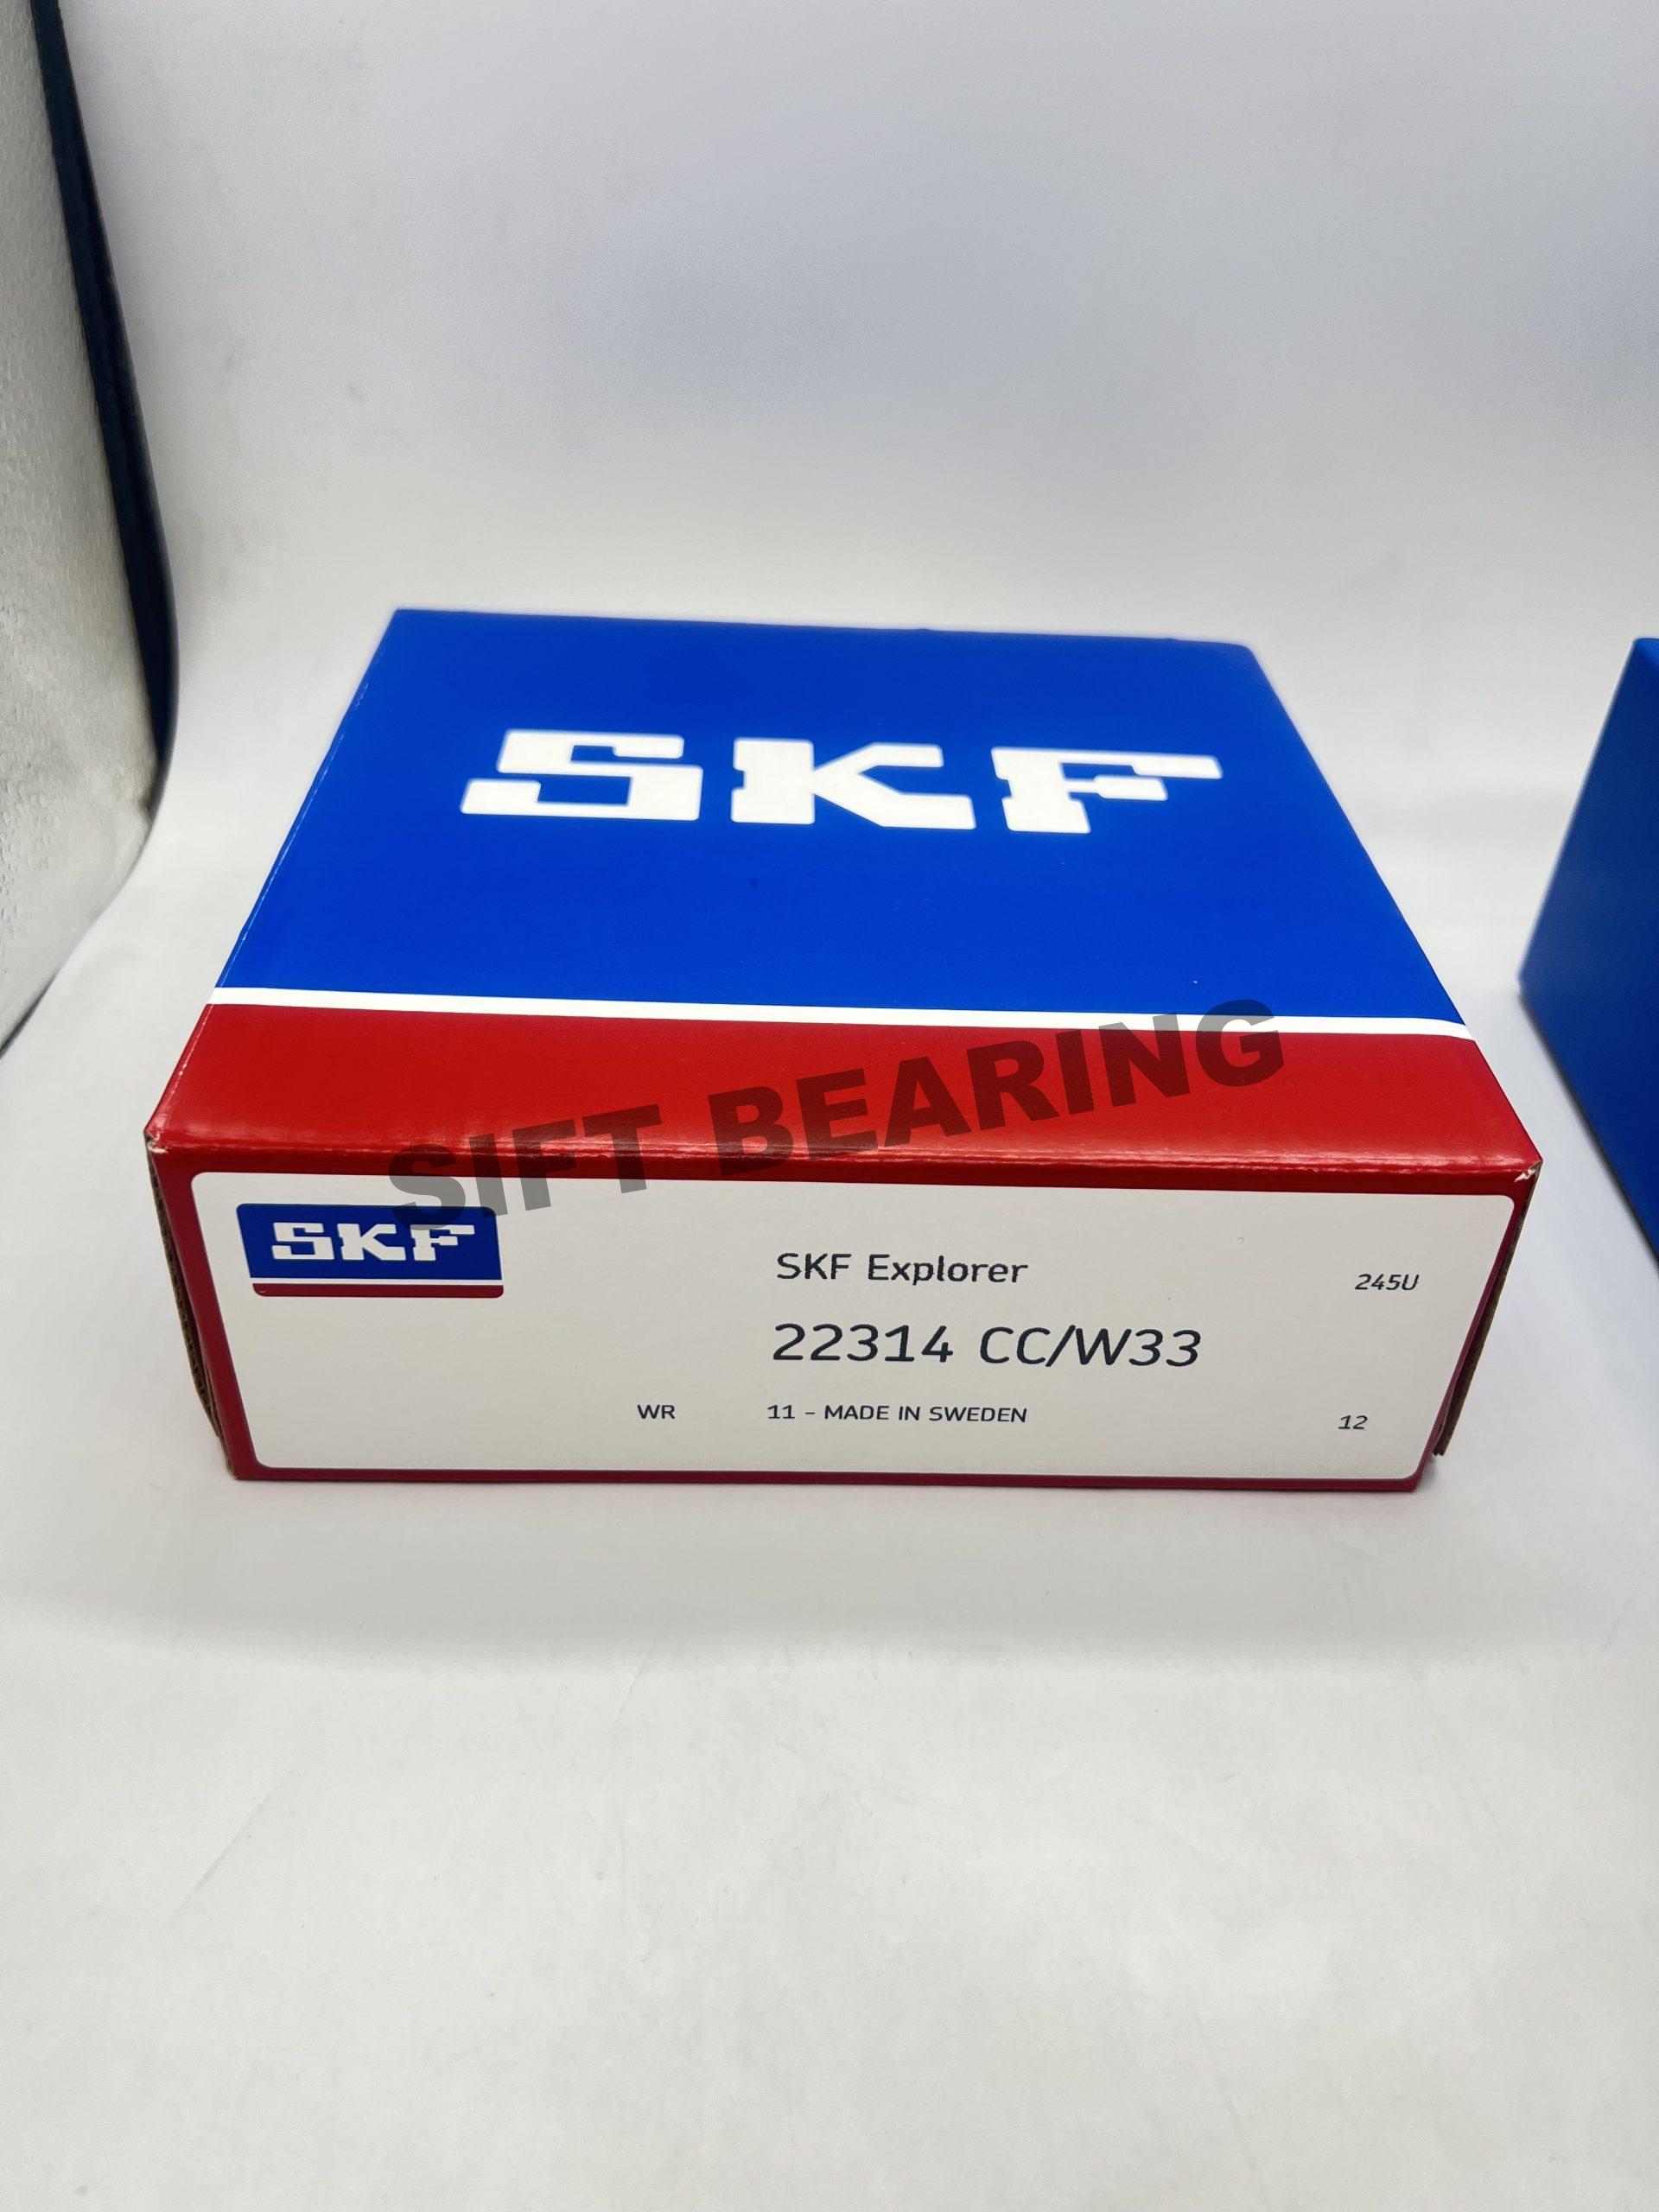 SKF
SIFT BEARING
SKF
SKF Explorer
245U
22314 CC/W33
WR
11 - MADE IN SWEDEN
12